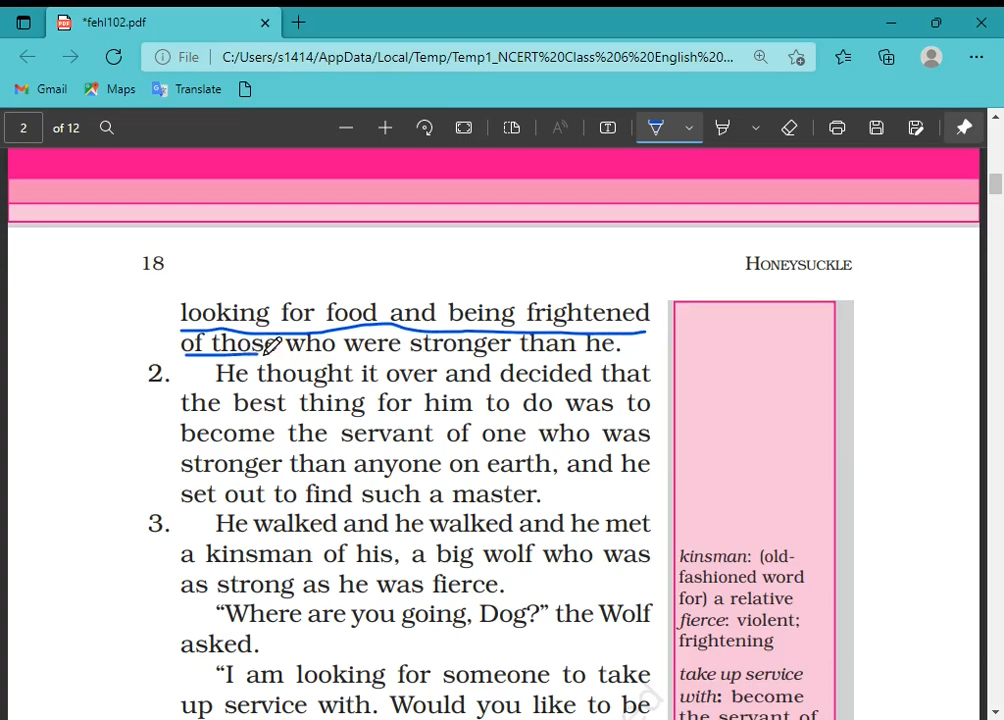 *fehl102.pdf
File
C:/Users/s1414/AppData/Local/Temp/Temp1_NCERT%20Class%206%20English%20...
Gmail
Maps
Translate
2
of 12
18
HONEYSUCKLE
looking for food and being frightened
of those who were stronger than he.
2. He thought it over and decided that
the best thing for him to do was to
become the servant of one who was
stronger than anyone on earth, and he
set out to find such a master.
3. He walked and he walked and he met
a kinsman of his, a big wolf who was
as strong as he was fierce.
“Where are you going, Dog?” the Wolf
asked.
“I am looking for someone to take
up service with. Would you like to be
kinsman: (old-
fashioned word
for) a relative
fierce: violent;
frightening
take up service
with: become
the servant of